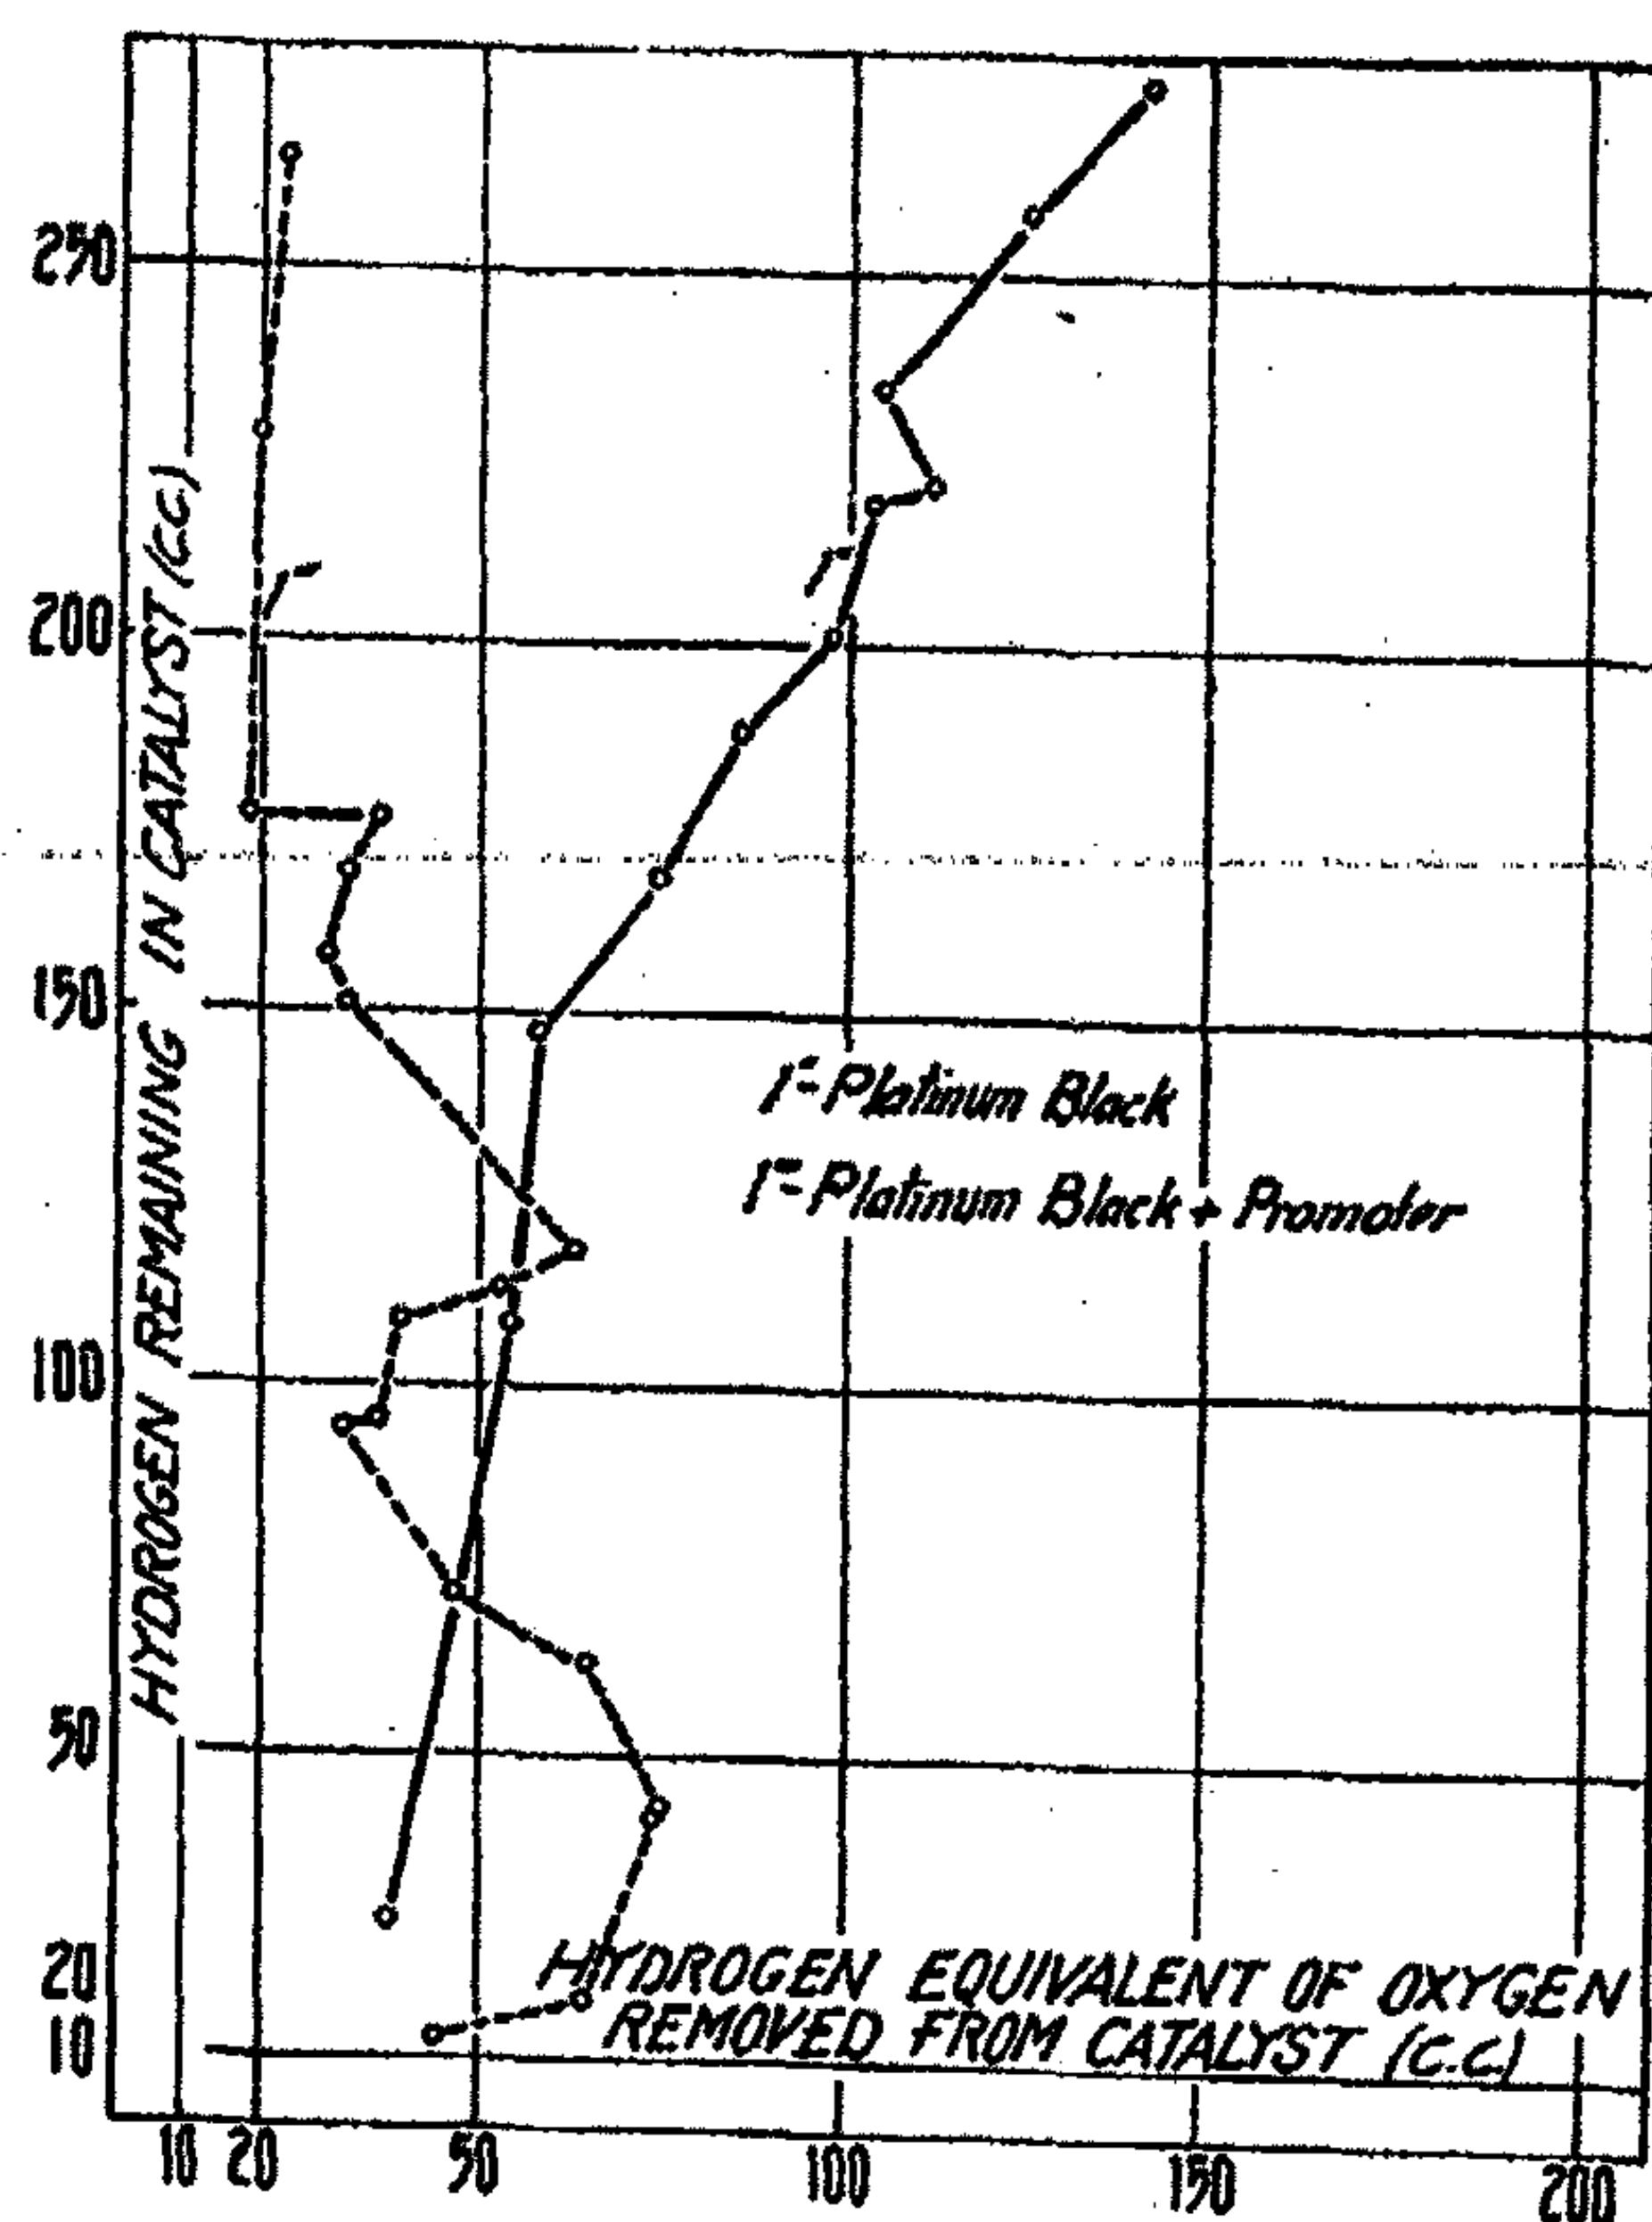 250
200
150
100
50
20
10
HYDROGEN REMAINING IN CATALYST (C.C.)
I
I
I = Platinum Black
I = Platinum Black + Promoter
HYDROGEN EQUIVALENT OF OXYGEN
REMOVED FROM CATALYST (C.C.)
10 20 50 100 150 200